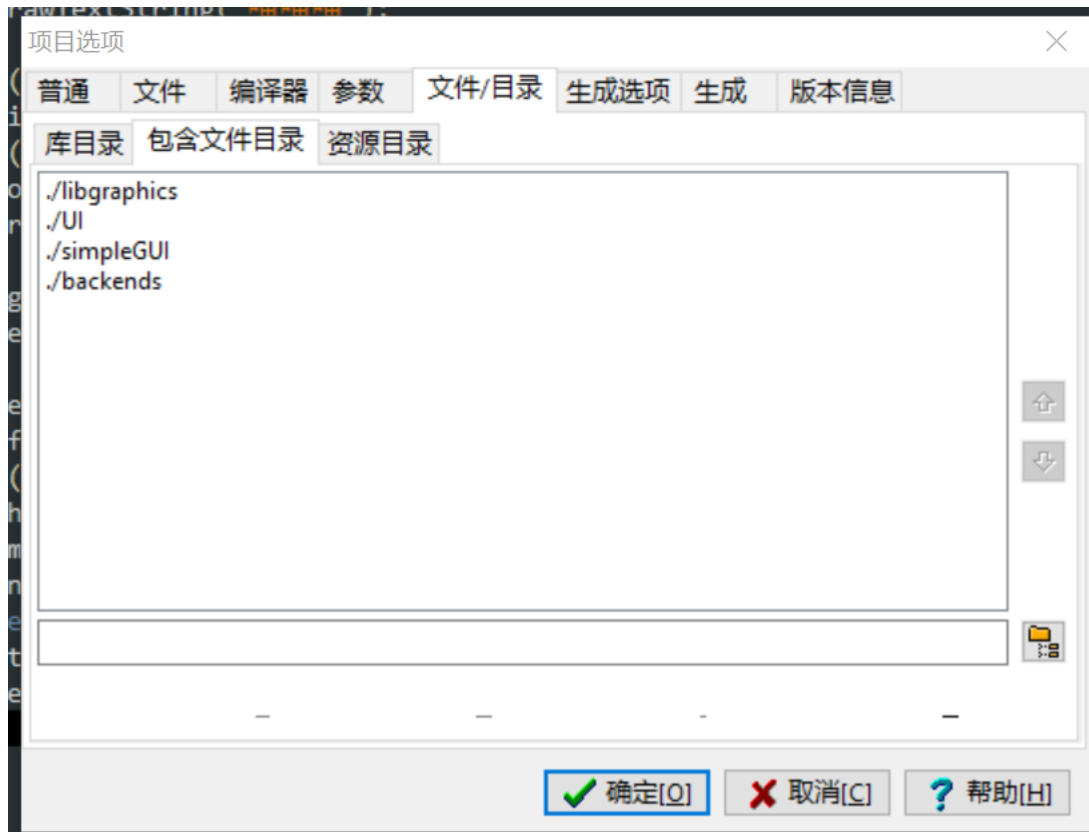 rawTextString("
项目选项
普通 文件 编译器 参数 文件/目录 生成选项 生成 版本信息
库目录 包含文件目录 资源目录
./libgraphics
./UI
./simpleGUI
./backends
确定[O] 取消[C] 帮助[H]